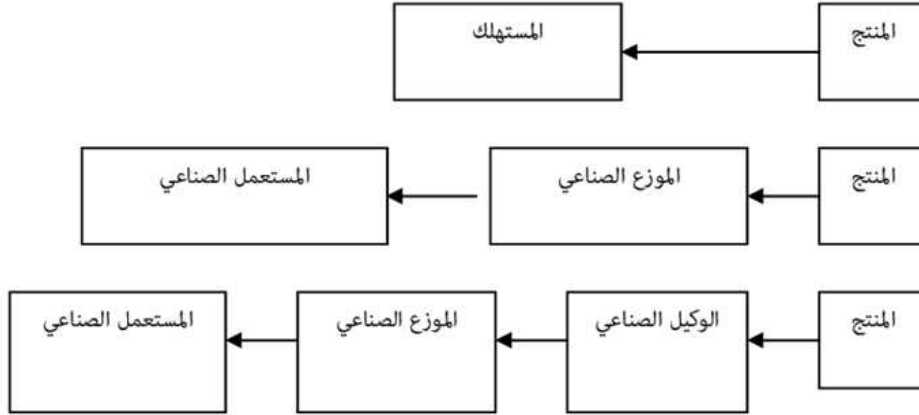 المنتج
المستهلك
المنتج
الموزع الصناعي
المستعمل الصناعي
المنتج
الوكيل الصناعي
الموزع الصناعي
المستعمل الصناعي